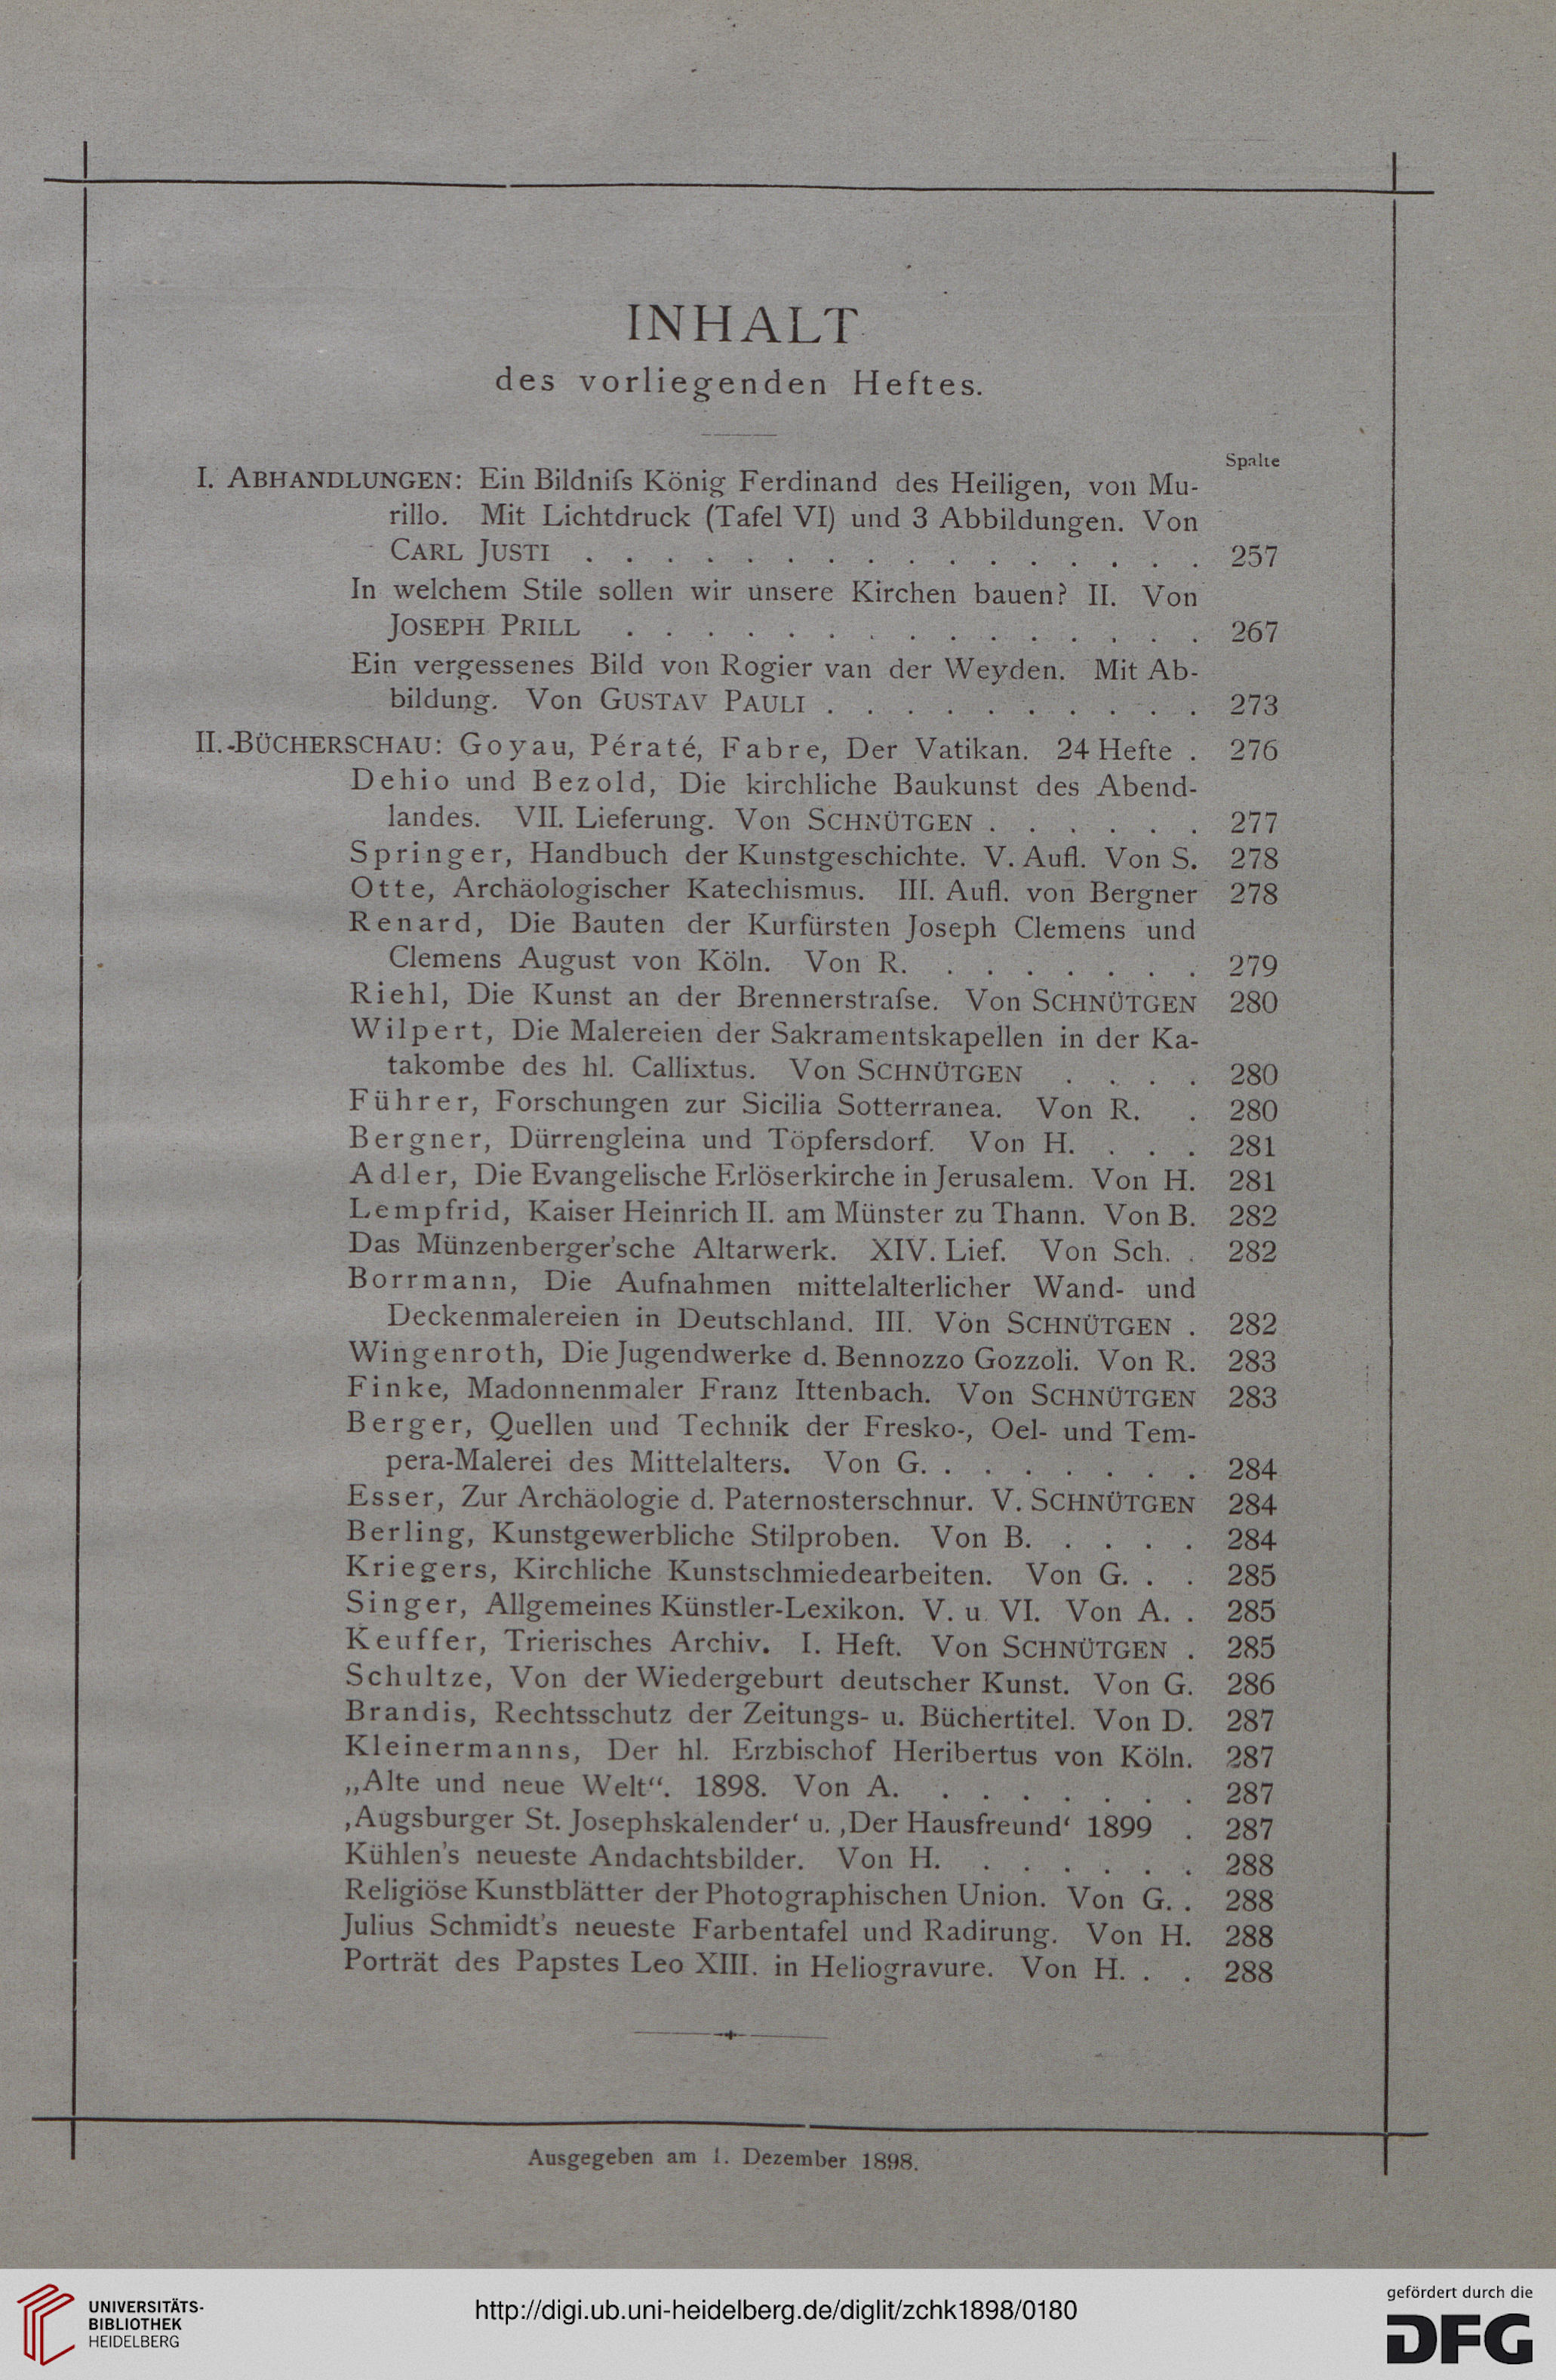 INHALT
des vorliegenden Heftes.
Spalte
I. ABHANDLUNGEN: Ein Bildniſs König Ferdinand des Heiligen, von Mu-
rillo. Mit Lichtdruck (Tafel VI) und 3 Abbildungen. Von
CARL JUSTI . . . . . . . . . . . . . . . . 257
In welchem Stile sollen wir unsere Kirchen bauen? II. Von
JOSEPH PRILL . . . . . . . . . . . . . . . 267
Ein vergessenes Bild von Rogier van der Weyden. Mit Ab-
bildung. Von GUSTAV PAULI . . . . . . . . . . 273
II. BÜCHERSCHAU: Goyau, Pératé, Fabre, Der Vatikan. 24 Hefte . 276
Dehio und Bezold, Die kirchliche Baukunst des Abend-
landes. VII. Lieferung. Von SCHNÜTGEN . . . . . . 277
Springer, Handbuch der Kunstgeschichte. V. Aufl. Von S. 278
Otte, Archäologischer Katechismus. III. Aufl. von Bergner 278
Renard, Die Bauten der Kurfürsten Joseph Clemens und
Clemens August von Köln. Von R. . . . . . . . 279
Riehl, Die Kunst an der Brennerstraſse. Von SCHNÜTGEN 280
Wilpert, Die Malereien der Sakramentskapellen in der Ka-
takombe des hl. Callixtus. Von SCHNÜTGEN . . . . 280
Führer, Forschungen zur Sicilia Sotterranea. Von R. . 280
Bergner, Dürrengleina und Töpfersdorf. Von H. . . . 281
Adler, Die Evangelische Erlöserkirche in Jerusalem. Von H. 281
Lempfrid, Kaiser Heinrich II. am Münster zu Thann. Von B. 282
Das Münzenberger'sche Altarwerk. XIV. Lief. Von Sch. . 282
Borrmann, Die Aufnahmen mittelalterlicher Wand- und
Deckenmalereien in Deutschland. III. Von SCHNÜTGEN . 282
Wingenroth, Die Jugendwerke d. Bennozzo Gozzoli. Von R. 283
Finke, Madonnenmaler Franz Ittenbach. Von SCHNÜTGEN 283
Berger, Quellen und Technik der Fresko-, Oel- und Tem-
pera-Malerei des Mittelalters. Von G. . . . . . . . 284
Esser, Zur Archäologie d. Paternosterschnur. V. SCHNÜTGEN 284
Berling, Kunstgewerbliche Stilproben. Von B. . . . . 284
Kriegers, Kirchliche Kunstschmiedearbeiten. Von G. . . 285
Singer, Allgemeines Künstler-Lexikon. V. u. VI. Von A. . 285
Keuffer, Trierisches Archiv. I. Heft. Von SCHNÜTGEN . 285
Schultze, Von der Wiedergeburt deutscher Kunst. Von G. 286
Brandis, Rechtsschutz der Zeitungs- u. Büchertitel. Von D. 287
Kleinermanns, Der hl. Erzbischof Heribertus von Köln. 287
„Alte und neue Welt“. 1898. Von A. . . . . . . . 287
‚Augsburger St. Josephskalender‘ u. ‚Der Hausfreund‘ 1899 . 287
Kühlen's neueste Andachtsbilder. Von H. . . . . . . 288
Religiöse Kunstblätter der Photographischen Union. Von G. . 288
Julius Schmidt's neueste Farbentafel und Radirung. Von H. 288
Porträt des Papstes Leo XIII. in Heliogravure. Von H. . . 288
Ausgegeben am 1. Dezember 1898.
UNIVERSITÄTS-
BIBLIOTHEK
HEIDELBERG
http://digi.ub.uni-heidelberg.de/diglit/zchk1898/0180
gefördert durch die
DFG